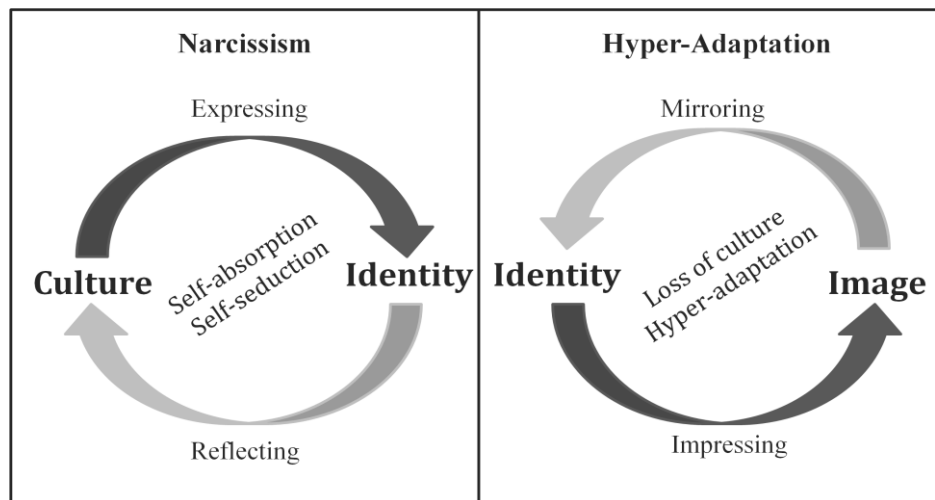 Narcissism
Expressing
Culture
Self-absorption
Self-seduction
Identity
Reflecting
Hyper-Adaptation
Mirroring
Identity
Loss of culture
Hyper-adaptation
Image
Impressing